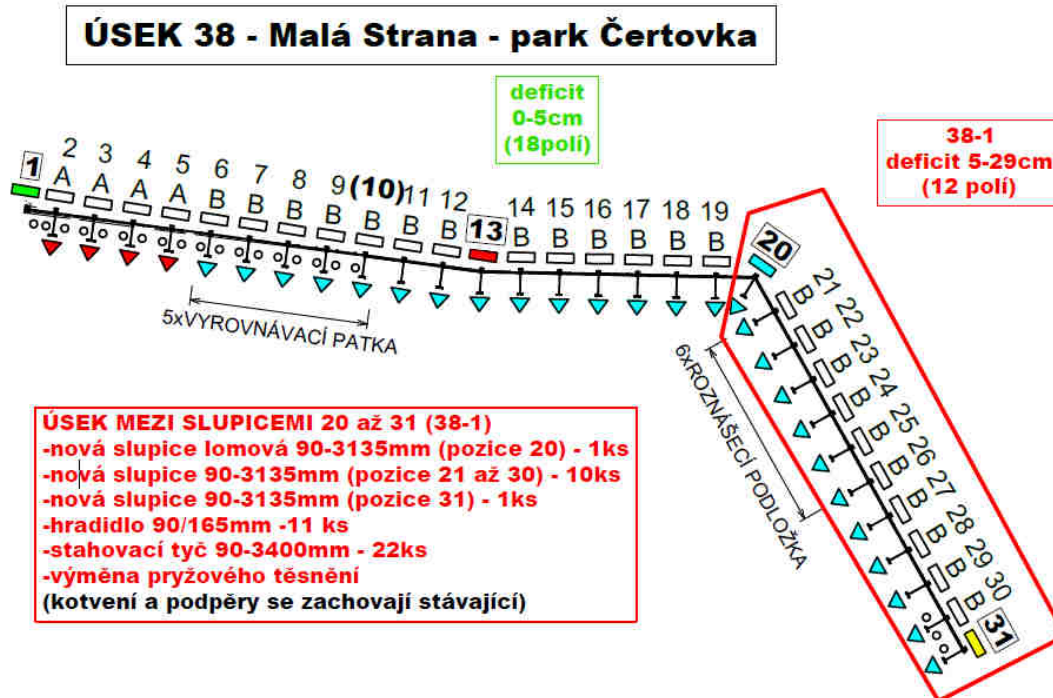 ÚSEK 38 - Malá Strana - park Čertovka
deficit
0-5cm
(18polí)
38-1
deficit 5-29cm
(12 polí)
1 2 3 4 5 6 7 8 9 (10) 11 12 13 14 15 16 17 18 19 20
A A A A B B B B B B B B B B B B B
5xVYROVNÁVACÍ PATKA
21 22 23 24 25 26 27 28 29 30 31
B B B B B B B B B B
6xROZNÁŠECÍ PODLOŽKA
ÚSEK MEZI SLUPICEMI 20 až 31 (38-1)
-nová slupice lomová 90-3135mm (pozice 20) - 1ks
-nová slupice 90-3135mm (pozice 21 až 30) - 10ks
-nová slupice 90-3135mm (pozice 31) - 1ks
-hradidlo 90/165mm -11 ks
-stahovací tyč 90-3400mm - 22ks
-výměna pryžového těsnění
(kotvení a podpěry se zachovají stávající)